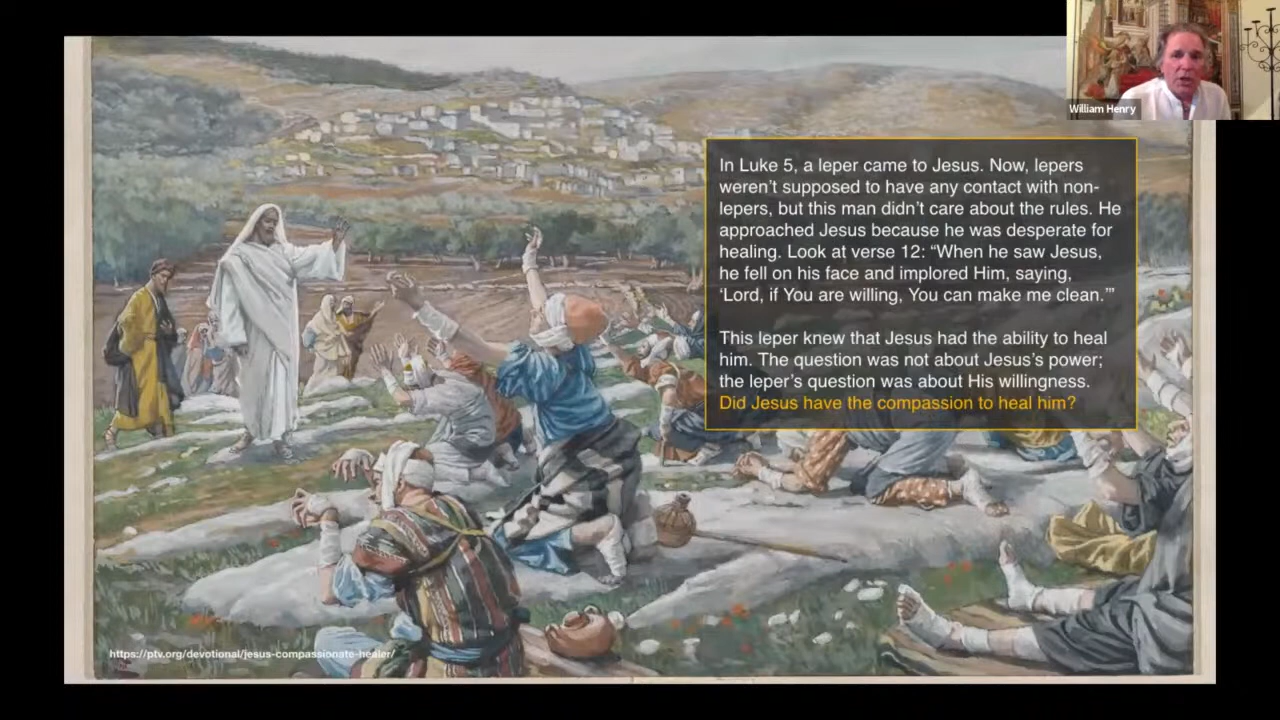 William Henry
In Luke 5, a leper came to Jesus. Now, lepers
weren’t supposed to have any contact with non-
lepers, but this man didn’t care about the rules. He
approached Jesus because he was desperate for
healing. Look at verse 12: “When he saw Jesus,
he fell on his face and implored Him, saying,
‘Lord, if You are willing, You can make me clean.’”
This leper knew that Jesus had the ability to heal
him. The question was not about Jesus’s power;
the leper’s question was about His willingness.
Did Jesus have the compassion to heal him?
https://ptv.org/devotional/jesus-compassionate-healer/